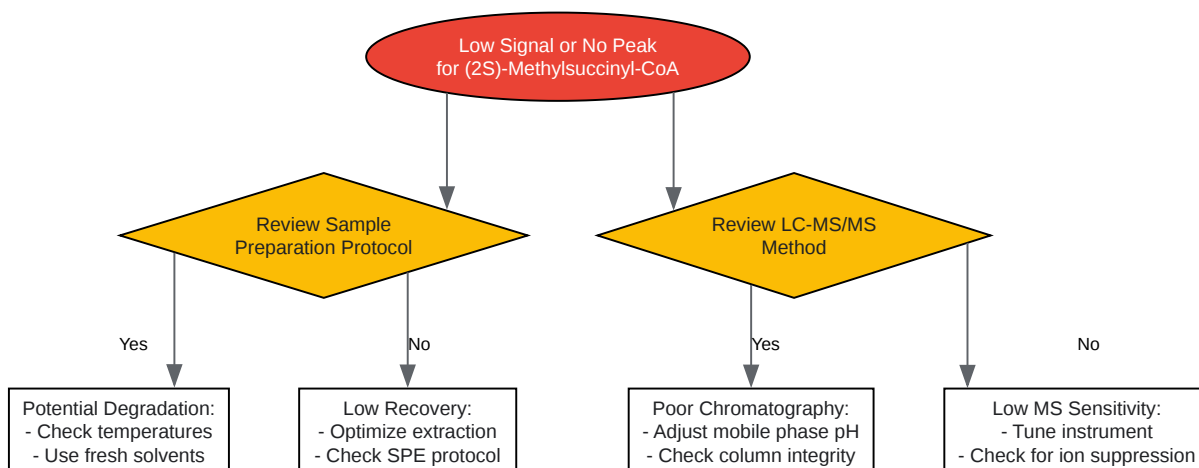 Low Signal or No Peak
for (2S)-Methylsuccinyl-CoA
Review Sample
Preparation Protocol
Review LC-MS/MS
Method
Yes
No
Yes
No
Potential Degradation:
- Check temperatures
- Use fresh solvents
Low Recovery:
- Optimize extraction
- Check SPE protocol
Poor Chromatography:
- Adjust mobile phase pH
- Check column integrity
Low MS Sensitivity:
- Tune instrument
- Check for ion suppression